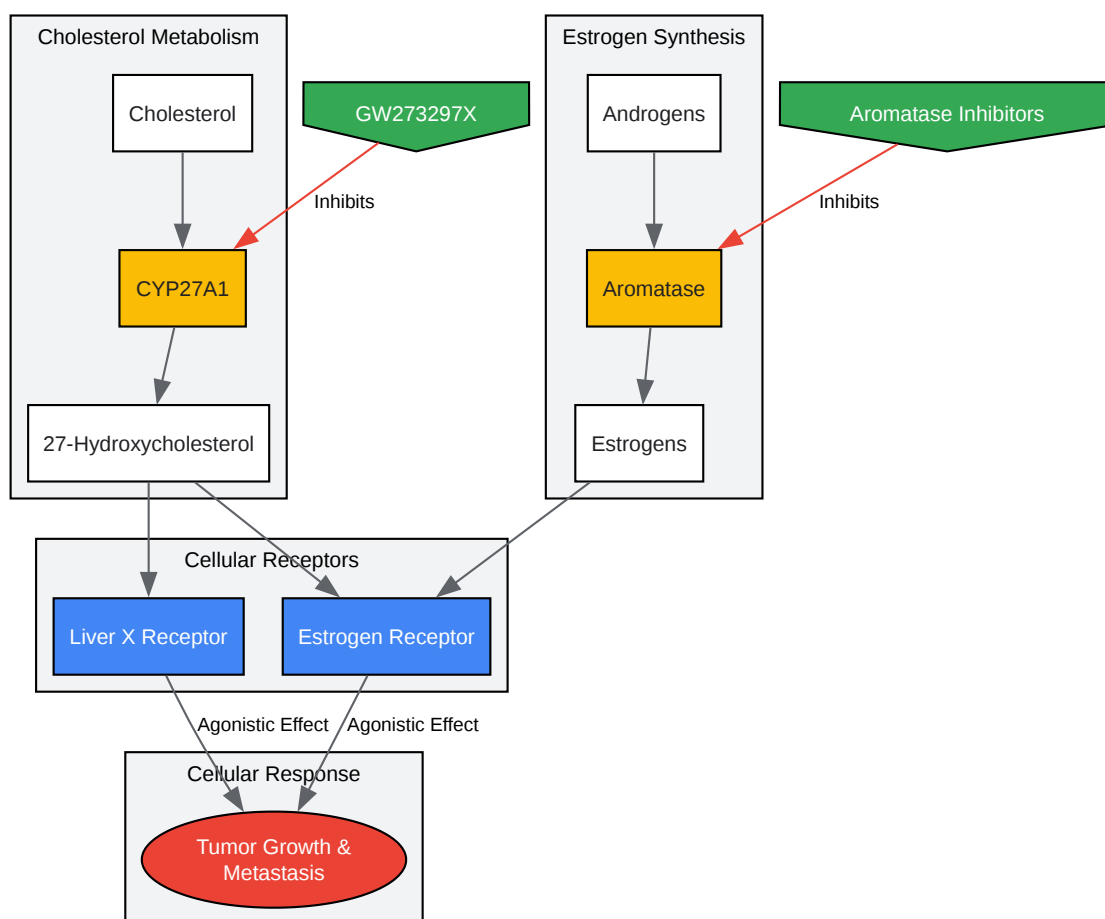 Cholesterol Metabolism
Estrogen Synthesis
Cholesterol
GW273297X
Androgens
Aromatase Inhibitors
Inhibits
Inhibits
CYP27A1
Aromatase
27-Hydroxycholesterol
Estrogens
Cellular Receptors
Liver X Receptor
Estrogen Receptor
Agonistic Effect
Agonistic Effect
Cellular Response
Tumor Growth &
Metastasis